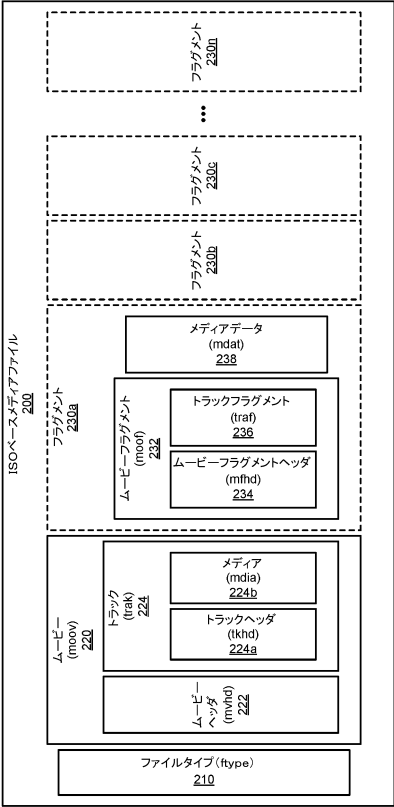 ISOベースメディアファイル
200
ファイルタイプ（ftype）
210
ムービー
(moov)
220
ムービー
ヘッダ
(mvhd)
222
トラック
(trak)
224
トラックヘッダ
(tkhd)
224a
メディア
(mdia)
224b
フラグメント
230a
ムービーフラグメント
(moof)
232
ムービーフラグメントヘッダ
(mfhd)
234
トラックフラグメント
(traf)
236
メディアデータ
(mdat)
238
フラグメント
230b
フラグメント
230c
•••
フラグメント
230n